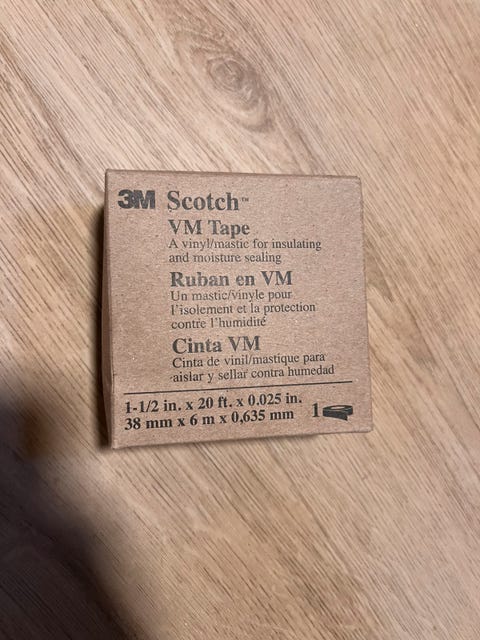 3M Scotch™
VM Tape
A vinyl/mastic for insulating
and moisture sealing
Ruban en VM
Un mastic/vinyle pour
l'isolement et la protection
contre l'humidité
Cinta VM
Cinta de vinil/mastique para
aislar y sellar contra humedad
1-1/2 in. x 20 ft. x 0.025 in.
38 mm x 6 m x 0,635 mm 1